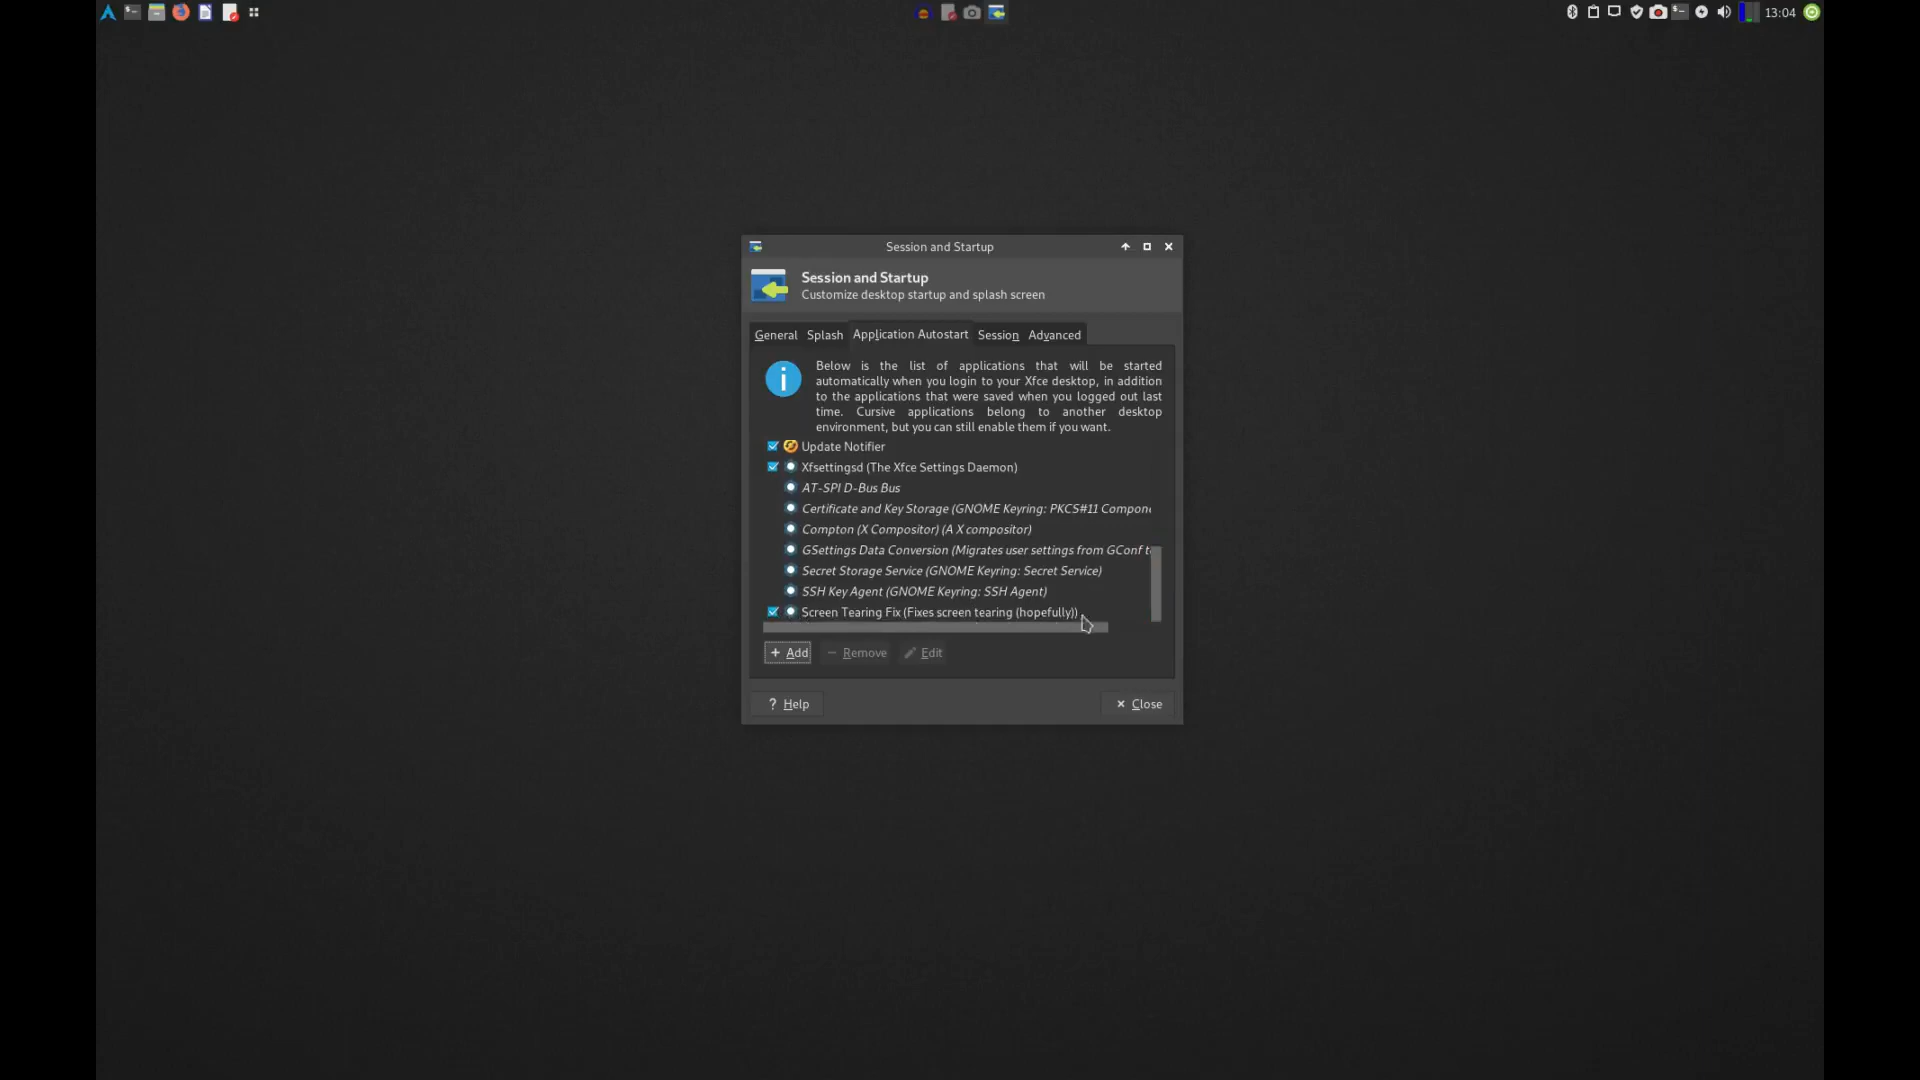 13:04
Session and Startup
Session and Startup
Customize desktop startup and splash screen
General Splash Application Autostart Session Advanced
Below is the list of applications that will be started
automatically when you login to your Xfce desktop, in addition
to the applications that were saved when you logged out last
time. Cursive applications belong to another desktop
environment, but you can still enable them if you want.
Update Notifier
Xfsettingsd (The Xfce Settings Daemon)
AT-SPI D-Bus Bus
Certificate and Key Storage (GNOME Keyring: PKCS#11 Compone
Compton (X Compositor) (A X compositor)
GSettings Data Conversion (Migrates user settings from GConf t
Secret Storage Service (GNOME Keyring: Secret Service)
SSH Key Agent (GNOME Keyring: SSH Agent)
Screen Tearing Fix (Fixes screen tearing (hopefully))
+ Add − Remove Edit
? Help × Close